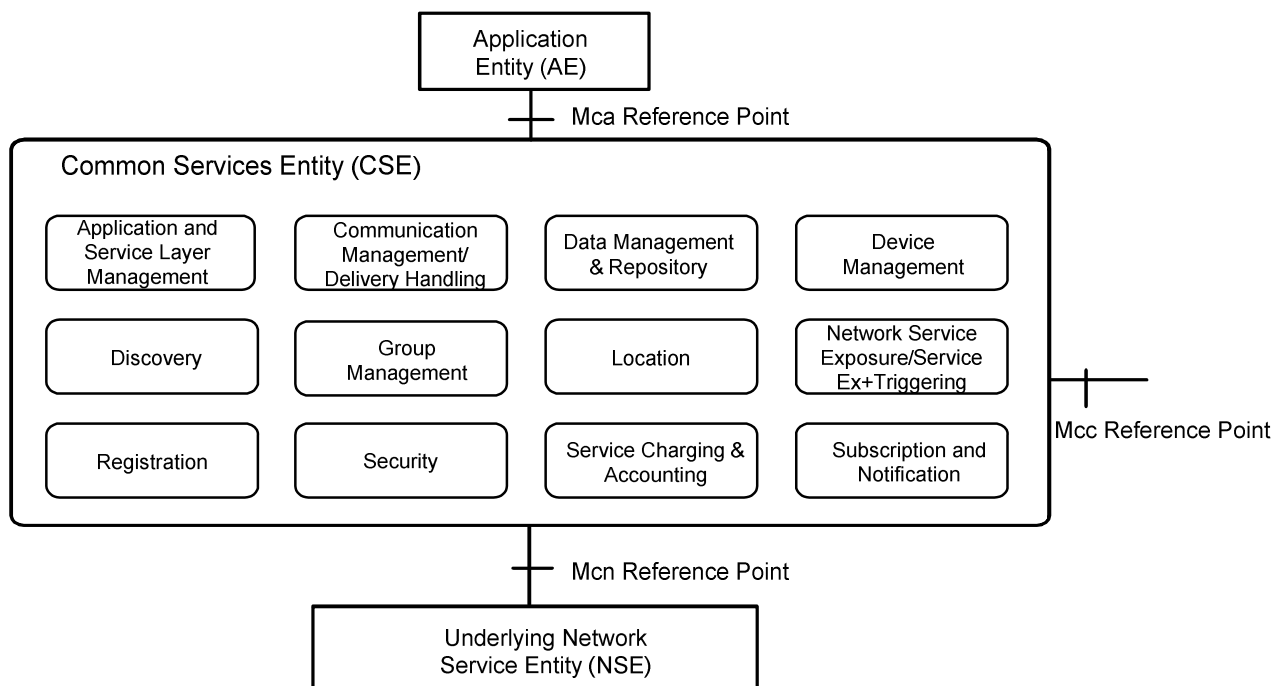 Application
Entity (AE)
Mca Reference Point
Common Services Entity (CSE)
Application and
Service Layer
Management
Communication
Management/
Delivery Handling
Data Management
& Repository
Device
Management
Discovery
Group
Management
Location
Network Service
Exposure/Service
Ex+Triggering
Mcc Reference Point
Registration
Security
Service Charging &
Accounting
Subscription and
Notification
Mcn Reference Point
Underlying Network
Service Entity (NSE)